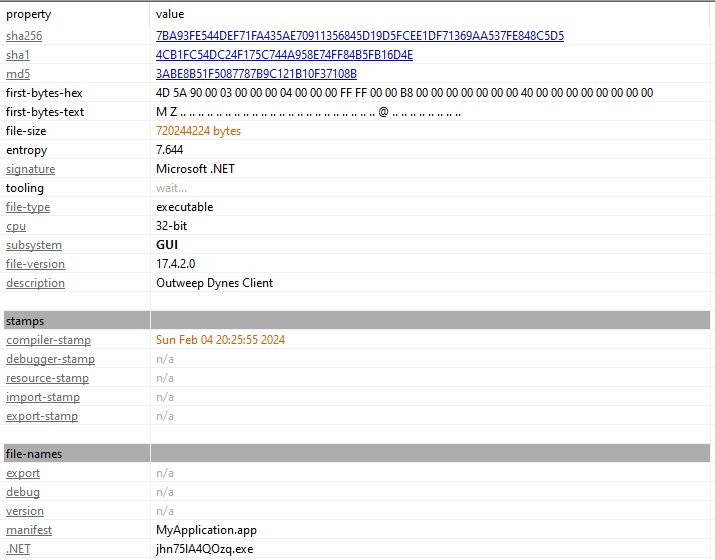 property value
sha256 7BA93FE544DEF71FA435AE70911356845D19D5FCEE1DF71369AA537FE848C5D5
sha1 4CB1FC54DC24F175C744A958E74FF84B5FB16D4E
md5 3ABE8B51F5087787B9C121B10F37108B
first-bytes-hex 4D 5A 90 00 03 00 00 00 04 00 00 00 FF FF 00 00 B8 00 00 00 00 00 00 00 40 00 00 00 00 00 00 00
first-bytes-text M Z .. .. .. .. .. .. .. .. .. .. .. .. .. .. .. .. .. .. .. .. .. .. @ .. .. .. .. .. .. ..
file-size 720244224 bytes
entropy 7.644
signature Microsoft .NET
tooling wait...
file-type executable
cpu 32-bit
subsystem GUI
file-version 17.4.2.0
description Outweep Dynes Client
stamps
compiler-stamp Sun Feb 04 20:25:55 2024
debugger-stamp n/a
resource-stamp n/a
import-stamp n/a
export-stamp n/a
file-names
export n/a
debug n/a
version n/a
manifest MyApplication.app
.NET jhn75IA4QOzq.exe